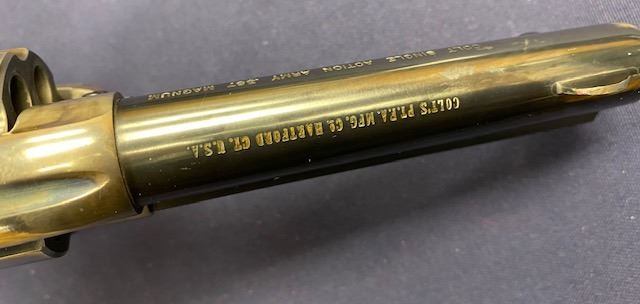 COLT SINGLE ACTION ARMY .357 MAGNUM
COLT'S PT. F.A. MFG. Co. HARTFORD CT. U.S.A.